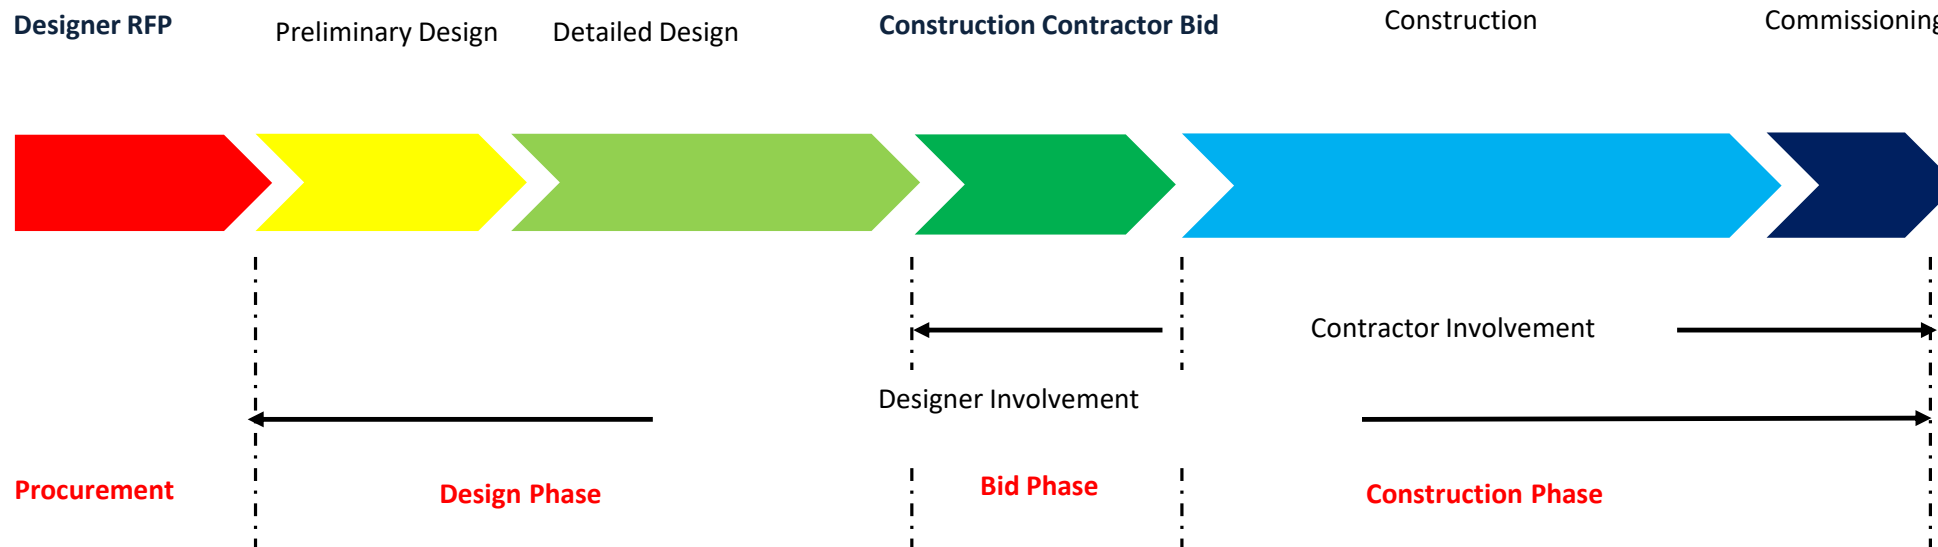 Designer RFP
Preliminary Design
Detailed Design
Construction Contractor Bid
Construction
Commissioning
Contractor Involvement
Designer Involvement
Procurement
Design Phase
Bid Phase
Construction Phase